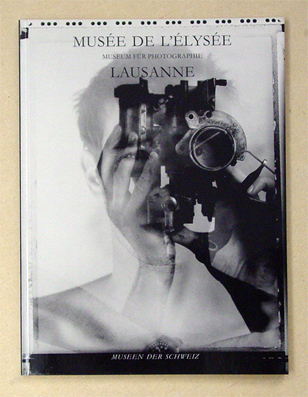 MUSÉE DE L'ÉLYSÉE
MUSEUM FÜR PHOTOGRAPHIE
LAUSANNE
MUSEEN DER SCHWEIZ